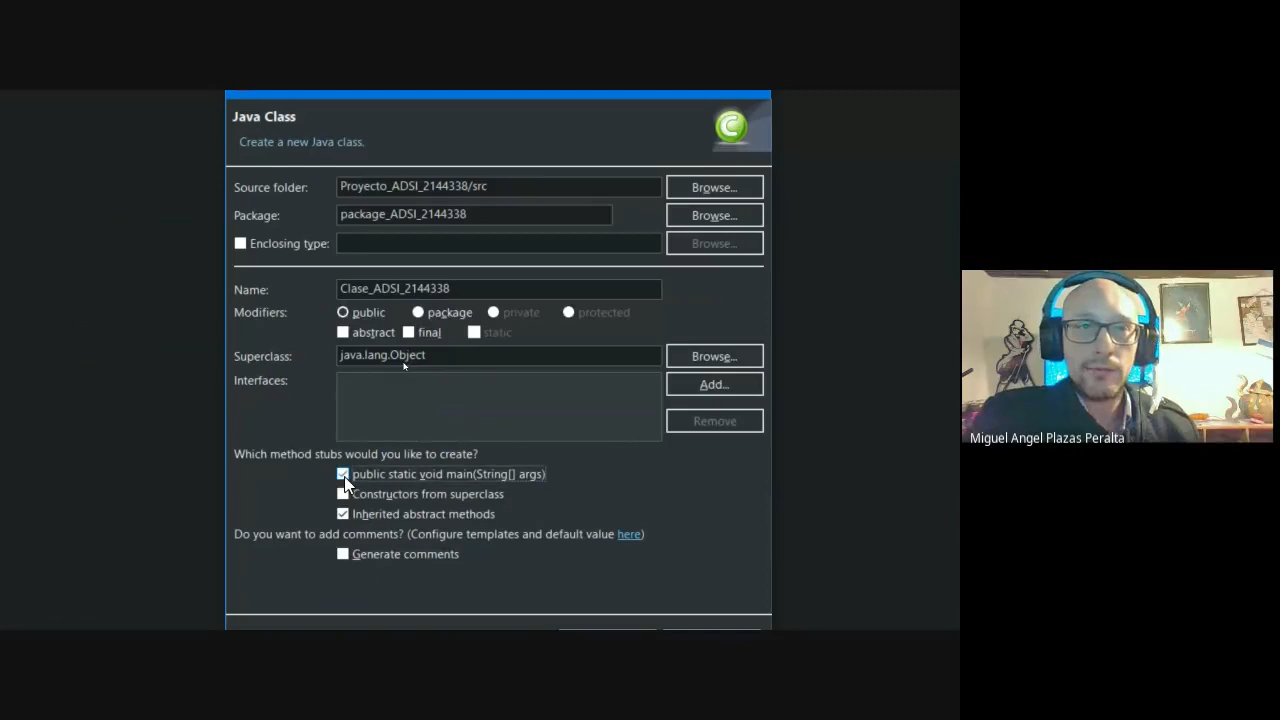 Java Class
Create a new Java class.
Source folder: Proyecto_ADSI_2144338/src Browse...
Package: package_ADSI_2144338 Browse...
Enclosing type: Browse...
Name: Clase_ADSI_2144338
Modifiers: public package private protected
abstract final static
Superclass: java.lang.Object Browse...
Interfaces: Add...
Remove
Which method stubs would you like to create?
public static void main(String[] args)
Constructors from superclass
Inherited abstract methods
Do you want to add comments? (Configure templates and default value here)
Generate comments
Miguel Angel Plazas Peralta